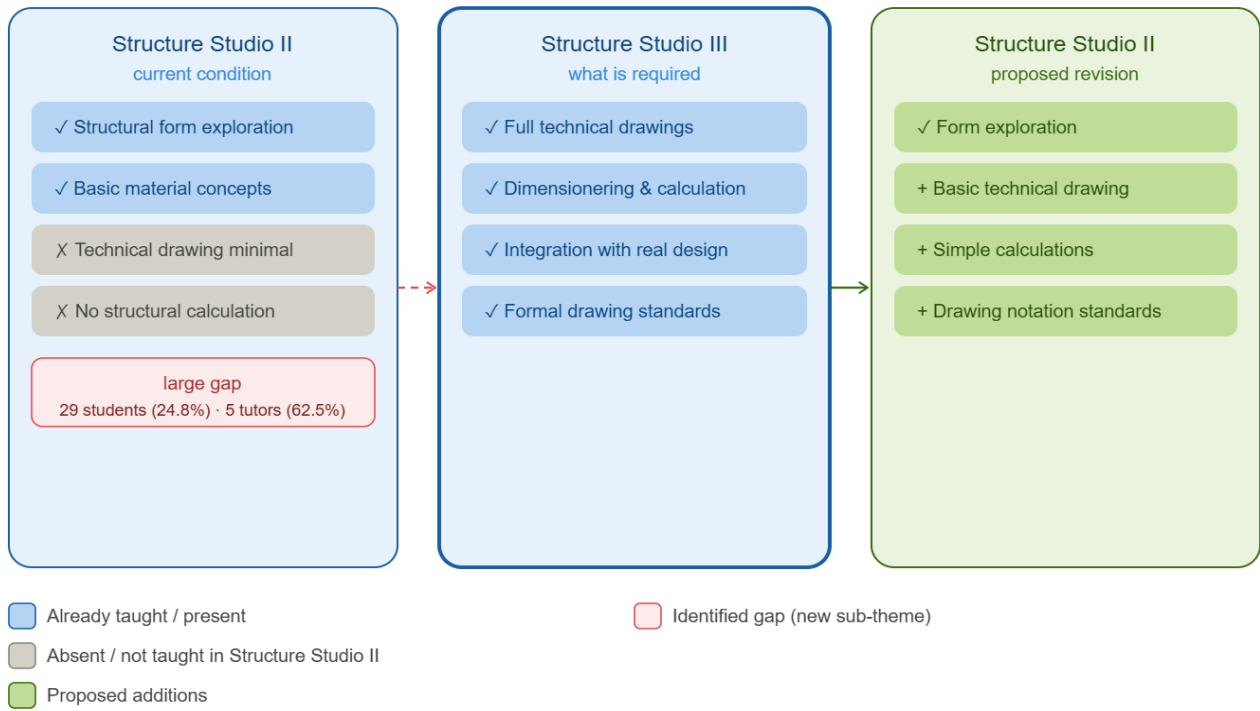 Structure Studio II
current condition
✓ Structural form exploration
✓ Basic material concepts
✗ Technical drawing minimal
✗ No structural calculation
large gap
29 students (24.8%) · 5 tutors (62.5%)
Structure Studio III
what is required
✓ Full technical drawings
✓ Dimensionering & calculation
✓ Integration with real design
✓ Formal drawing standards
Structure Studio II
proposed revision
✓ Form exploration
+ Basic technical drawing
+ Simple calculations
+ Drawing notation standards
Already taught / present
Identified gap (new sub-theme)
Absent / not taught in Structure Studio II
Proposed additions